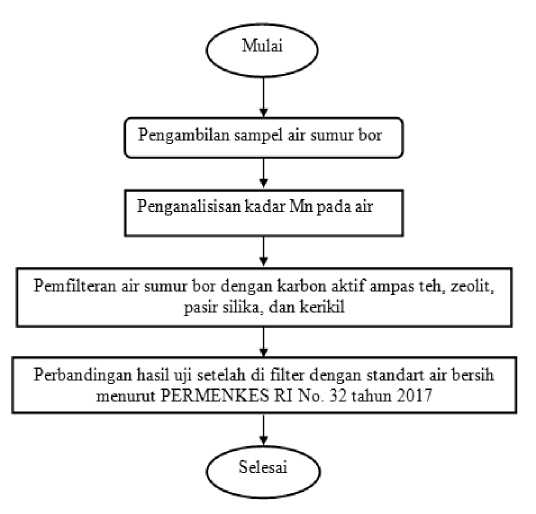 Mulai
Pengambilan sampel air sumur bor
Penganalisisan kadar Mn pada air
Pemfilteran air sumur bor dengan karbon aktif ampas teh, zeolit,
pasir silika, dan kerikil
Perbandingan hasil uji setelah di filter dengan standart air bersih
menurut PERMENKES RI No. 32 tahun 2017
Selesai